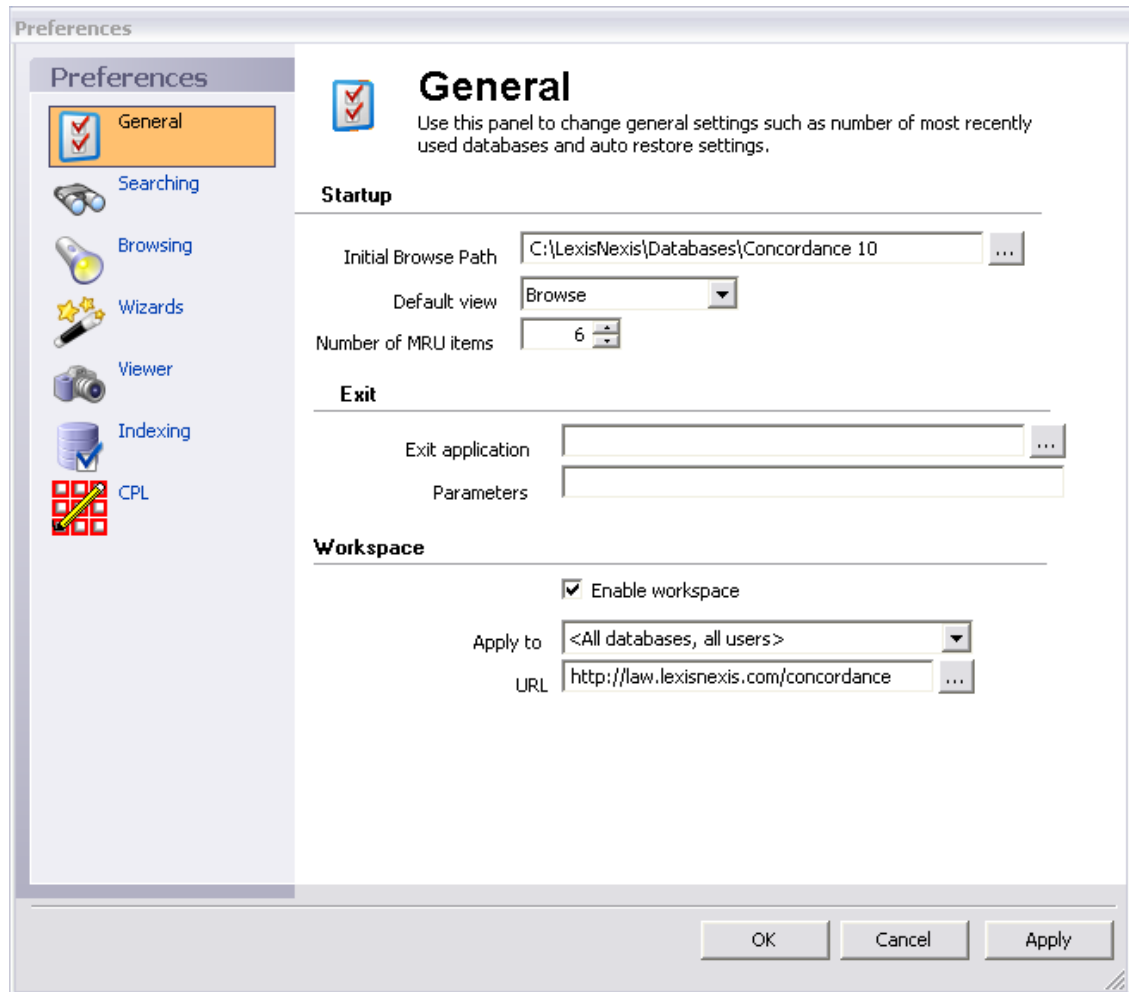 Preferences
Preferences
General
Searching
Browsing
Wizards
Viewer
Indexing
CPL
General
Use this panel to change general settings such as number of most recently
used databases and auto restore settings.
Startup
Initial Browse Path C:\LexisNexis\Databases\Concordance 10 ...
Default view Browse
Number of MRU items 6
Exit
Exit application ...
Parameters
Workspace
Enable workspace
Apply to <All databases, all users>
URL http://law.lexisnexis.com/concordance ...
OK Cancel Apply